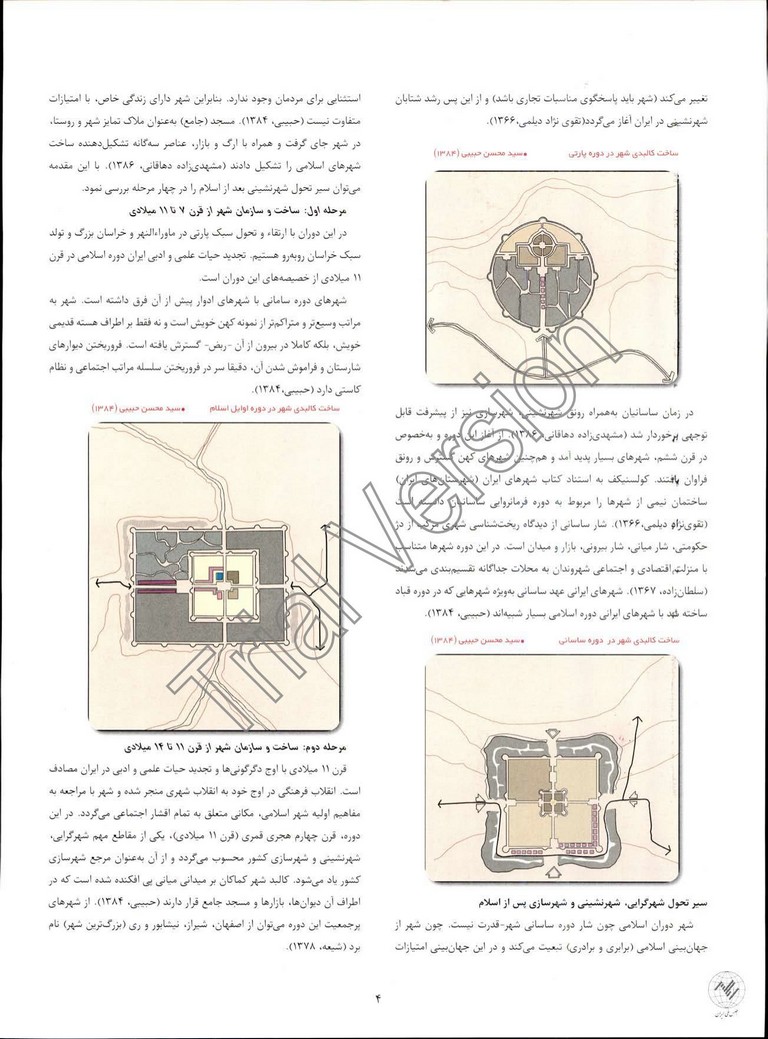 تغییر می‌کند (شهر باید پاسخگوی مناسبات تجاری باشد) و از این پس رشد شتابان
شهرنشینی در ایران آغاز می‌گردد(تقوی نژاد دیلمی،۱۳۶۶).
ساخت کالبدی شهر در دوره پارتی ●سید محسن حبیبی (۱۳۸۴)
در زمان ساسانیان به‌همراه رونق شهرنشینی، شهرسازی نیز از پیشرفت قابل
توجهی برخوردار شد (مشهدی‌زاده دهاقانی، ۱۳۸۶). از آغاز این دوره و به‌خصوص
در قرن ششم، شهرهای بسیار پدید آمد و هم‌چنین شهرهای کهن گسترش و رونق
فراوان یافتند. کولسنیکف به استناد کتاب شهرهای ایران (شهرستان‌های ایران)
ساختمان نیمی از شهرها را مربوط به دوره فرمانروایی ساسانیان دانسته است
(تقوی‌نژاد دیلمی،۱۳۶۶). شار ساسانی از دیدگاه ریخت‌شناسی شهری مرکب از دژ
حکومتی، شار میانی، شار بیرونی، بازار و میدان است. در این دوره شهرها متناسب
با منزلت اقتصادی و اجتماعی شهروندان به محلات جداگانه تقسیم‌بندی می‌شدند
(سلطان‌زاده، ۱۳۶۷). شهرهای ایرانی عهد ساسانی به‌ویژه شهرهایی که در دوره قباد
ساخته شد با شهرهای ایرانی دوره اسلامی بسیار شبیه‌اند (حبیبی، ۱۳۸۴).
ساخت کالبدی شهر در دوره ساسانی ●سید محسن حبیبی (۱۳۸۴)
سیر تحول شهرگرایی، شهرنشینی و شهرسازی پس از اسلام
شهر دوران اسلامی چون شار دوره ساسانی شهر-قدرت نیست. چون شهر از
جهان‌بینی اسلامی (برابری و برادری) تبعیت می‌کند و در این جهان‌بینی امتیازات
استثنایی برای مردمان وجود ندارد. بنابراین شهر دارای زندگی خاص، با امتیازات
متفاوت نیست (حبیبی، ۱۳۸۴). مسجد (جامع) به‌عنوان ملاک تمایز شهر و روستا،
در شهر جای گرفت و همراه با ارگ و بازار، عناصر سه‌گانه تشکیل‌دهنده ساخت
شهرهای اسلامی را تشکیل دادند (مشهدی‌زاده دهاقانی، ۱۳۸۶). با این مقدمه
می‌توان سیر تحول شهرنشینی بعد از اسلام را در چهار مرحله بررسی نمود.
مرحله اول: ساخت و سازمان شهر از قرن ۷ تا ۱۱ میلادی
در این دوران با ارتقاء و تحول سبک پارتی در ماوراءالنهر و خراسان بزرگ و تولد
سبک خراسان روبه‌رو هستیم. تجدید حیات علمی و ادبی ایران دوره اسلامی در قرن
۱۱ میلادی از خصیصه‌های این دوران است.
شهرهای دوره سامانی با شهرهای ادوار پیش از آن فرق داشته است. شهر به
مراتب وسیع‌تر و متراکم‌تر از نمونه کهن خویش است و نه فقط بر اطراف هسته قدیمی
خویش، بلکه کاملا در بیرون از آن -ربض- گسترش یافته است. فروریختن دیوارهای
شارستان و فراموش شدن آن، دقیقا سر در فروریختن سلسله مراتب اجتماعی و نظام
کاستی دارد (حبیبی،۱۳۸۴).
ساخت کالبدی شهر در دوره اوایل اسلام ●سید محسن حبیبی (۱۳۸۴)
مرحله دوم: ساخت و سازمان شهر از قرن ۱۱ تا ۱۴ میلادی
قرن ۱۱ میلادی با اوج دگرگونی‌ها و تجدید حیات علمی و ادبی در ایران مصادف
است. انقلاب فرهنگی در اوج خود به انقلاب شهری منجر شده و شهر با مراجعه به
مفاهیم اولیه شهر اسلامی، مکانی متعلق به تمام اقشار اجتماعی می‌گردد. در این
دوره، قرن چهارم هجری قمری (قرن ۱۱ میلادی)، یکی از مقاطع مهم شهرگرایی،
شهرنشینی و شهرسازی کشور محسوب می‌گردد و از آن به‌عنوان مرجع شهرسازی
کشور یاد می‌شود. کالبد شهر کماکان بر میدانی میانی پی افکنده شده است که در
اطراف آن دیوان‌ها، بازارها و مسجد جامع قرار دارند (حبیبی، ۱۳۸۴). از شهرهای
پرجمعیت این دوره می‌توان از اصفهان، شیراز، نیشابور و ری (بزرگ‌ترین شهر) نام
برد (شیعه، ۱۳۷۸).
۴
Trial Version